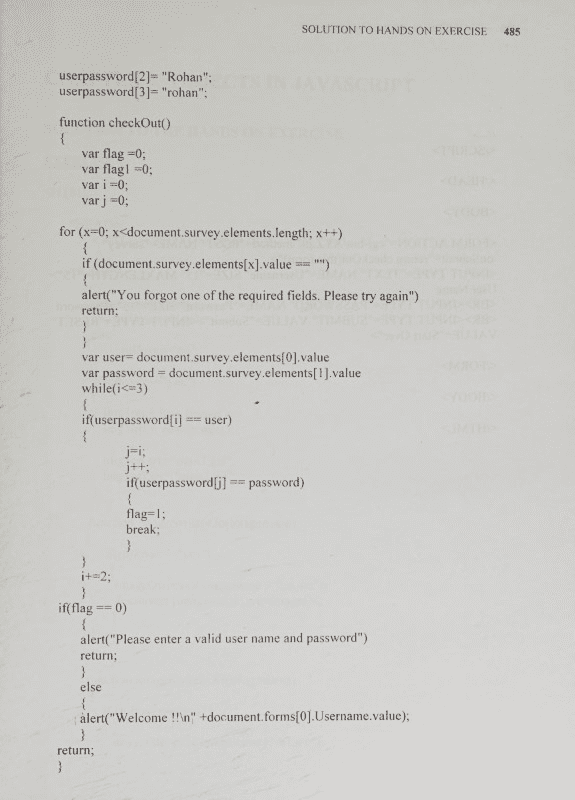 SOLUTION TO HANDS ON EXERCISE 485
userpassword[2]= "Rohan";
userpassword[3]= "rohan";
function checkOut()
{
var flag =0;
var flag1 =0;
var i =0;
var j =0;
for (x=0; x<document.survey.elements.length; x++)
{
if (document.survey.elements[x].value == "")
{
alert("You forgot one of the required fields. Please try again")
return;
}
}
var user= document.survey.elements[0].value
var password = document.survey.elements[1].value
while(i<=3)
{
if(userpassword[i] == user)
{
j=i;
j++;
if(userpassword[j] == password)
{
flag=1;
break;
}
}
i+=2;
}
if(flag == 0)
{
alert("Please enter a valid user name and password")
return;
}
else
{
alert("Welcome !!\n" +document.forms[0].Username.value);
}
return;
}